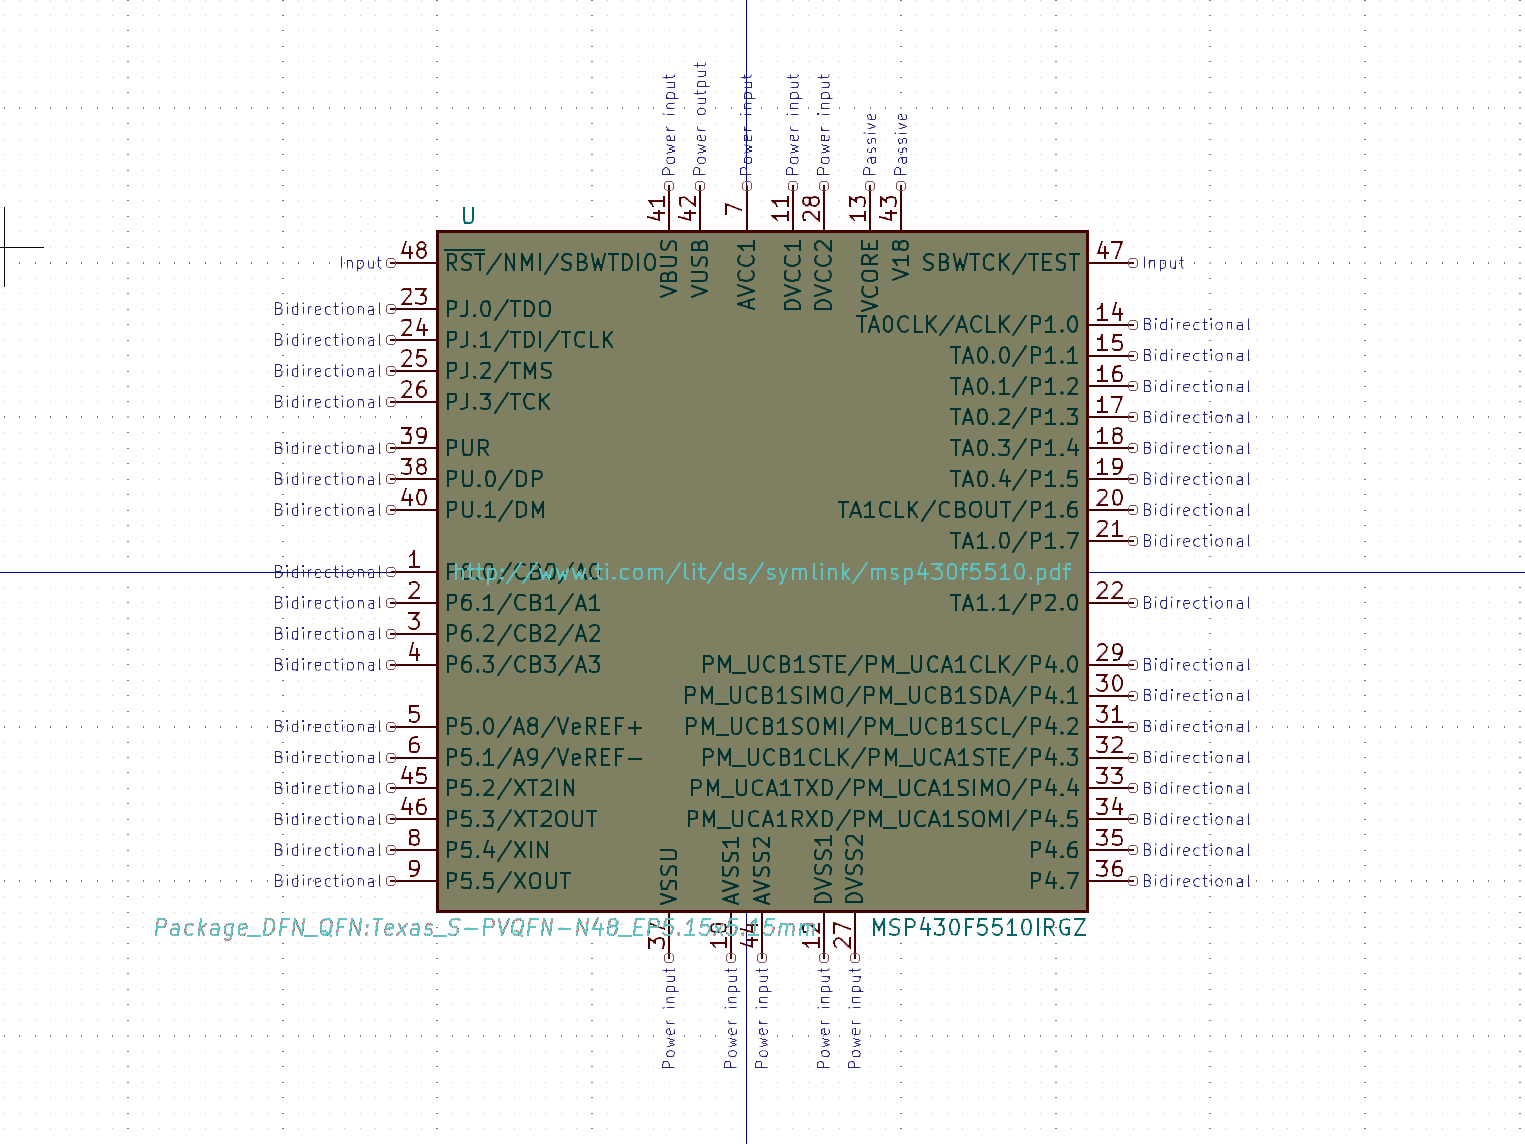 Power input
Power output
Power input
Power input
Power input
Passive
Passive
41
42
7
11
28
13
43
U
VBUS
VUSB
AVCC1
DVCC1
DVCC2
VCORE
V18
Input 48 RST/NMI/SBWTDIO
SBWTCK/TEST 47 Input
Bidirectional 23 PJ.0/TDO
Bidirectional 24 PJ.1/TDI/TCLK
Bidirectional 25 PJ.2/TMS
Bidirectional 26 PJ.3/TCK
Bidirectional 39 PUR
Bidirectional 38 PU.0/DP
Bidirectional 40 PU.1/DM
Bidirectional 1 P6.0/CB0/A0
http://www.ti.com/lit/ds/symlink/msp430f5510.pdf
Bidirectional 2 P6.1/CB1/A1
Bidirectional 3 P6.2/CB2/A2
Bidirectional 4 P6.3/CB3/A3
Bidirectional 5 P5.0/A8/VeREF+
Bidirectional 6 P5.1/A9/VeREF-
Bidirectional 45 P5.2/XT2IN
Bidirectional 46 P5.3/XT2OUT
Bidirectional 8 P5.4/XIN
Bidirectional 9 P5.5/XOUT
TA0CLK/ACLK/P1.0 14 Bidirectional
TA0.0/P1.1 15 Bidirectional
TA0.1/P1.2 16 Bidirectional
TA0.2/P1.3 17 Bidirectional
TA0.3/P1.4 18 Bidirectional
TA0.4/P1.5 19 Bidirectional
TA1CLK/CBOUT/P1.6 20 Bidirectional
TA1.0/P1.7 21 Bidirectional
TA1.1/P2.0 22 Bidirectional
PM_UCB1STE/PM_UCA1CLK/P4.0 29 Bidirectional
PM_UCB1SIMO/PM_UCB1SDA/P4.1 30 Bidirectional
PM_UCB1SOMI/PM_UCB1SCL/P4.2 31 Bidirectional
PM_UCB1CLK/PM_UCA1STE/P4.3 32 Bidirectional
PM_UCA1TXD/PM_UCA1SIMO/P4.4 33 Bidirectional
PM_UCA1RXD/PM_UCA1SOMI/P4.5 34 Bidirectional
P4.6 35 Bidirectional
P4.7 36 Bidirectional
VSSU
AVSS1
AVSS2
DVSS1
DVSS2
Package_DFN_QFN:Texas_S-PVQFN-N48_EP5.15x5.15mm
MSP430F5510IRGZ
37
44
12
27
Power input
Power input
Power input
Power input
Power input